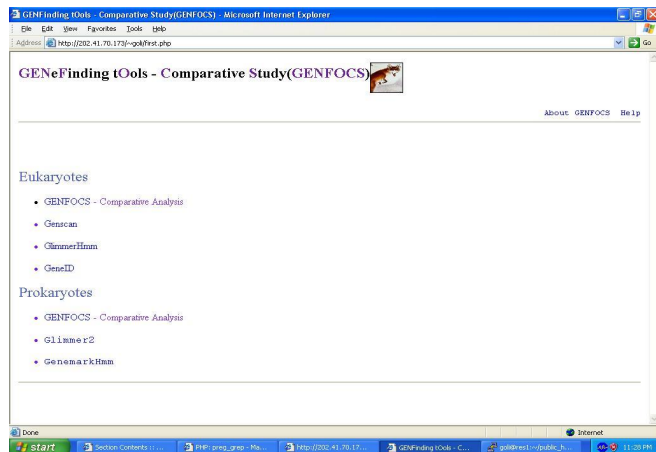 GENFinding tOols - Comparative Study(GENFOCS) - Microsoft Internet Explorer
File Edit View Favorites Tools Help
Address http://202.41.70.173/~goli/first.php Go
GENeFinding tOols - Comparative Study(GENFOCS)
About GENFOCS Help
Eukaryotes
GENFOCS - Comparative Analysis
Genscan
GlimmerHmm
GeneID
Prokaryotes
GENFOCS - Comparative Analysis
Glimmer2
GenemarkHmm
Done Internet
start Section Contents :: ... PHP: preg_grep - Ma... http://202.41.70.17... GENFinding tOols - C... goli@res1:~/public_h... 11:28 PM